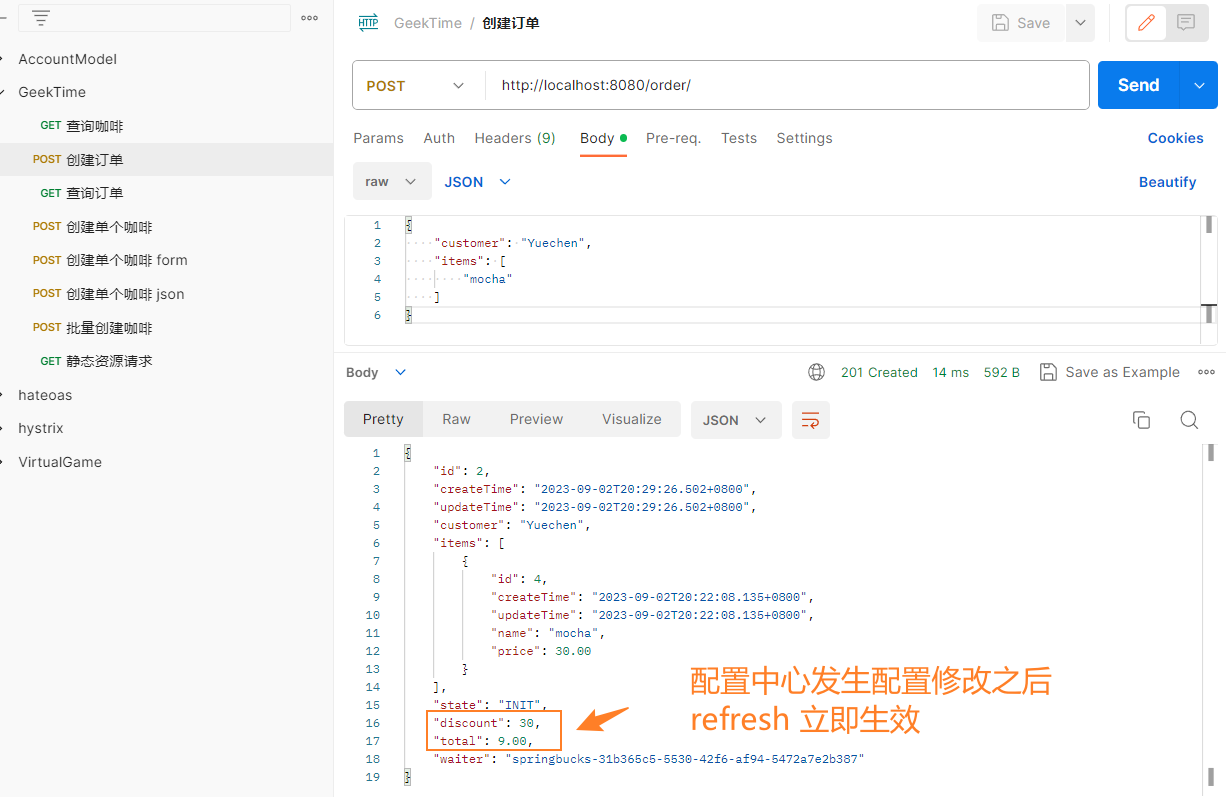 GeekTime / 创建订单
Save
AccountModel
GeekTime
GET 查询咖啡
POST 创建订单
GET 查询订单
POST 创建单个咖啡
POST 创建单个咖啡 form
POST 创建单个咖啡 json
POST 批量创建咖啡
GET 静态资源请求
hateoas
hystrix
VirtualGame
POST
http://localhost:8080/order/
Send
Params Auth Headers (9) Body Pre-req. Tests Settings
Cookies
raw JSON
Beautify
1 {
2 "customer": "Yuechen",
3 "items": [
4 "mocha"
5 ]
6 }
Body
201 Created 14 ms 592 B Save as Example
Pretty Raw Preview Visualize JSON
1 {
2 "id": 2,
3 "createTime": "2023-09-02T20:29:26.502+0800",
4 "updateTime": "2023-09-02T20:29:26.502+0800",
5 "customer": "Yuechen",
6 "items": [
7 {
8 "id": 4,
9 "createTime": "2023-09-02T20:22:08.135+0800",
10 "updateTime": "2023-09-02T20:22:08.135+0800",
11 "name": "mocha",
12 "price": 30.00
13 }
14 ],
15 "state": "INIT",
16 "discount": 30,
17 "total": 9.00,
18 "waiter": "springbucks-31b365c5-5530-42f6-af94-5472a7e2b387"
19 }
配置中心发生配置修改之后
refresh 立即生效